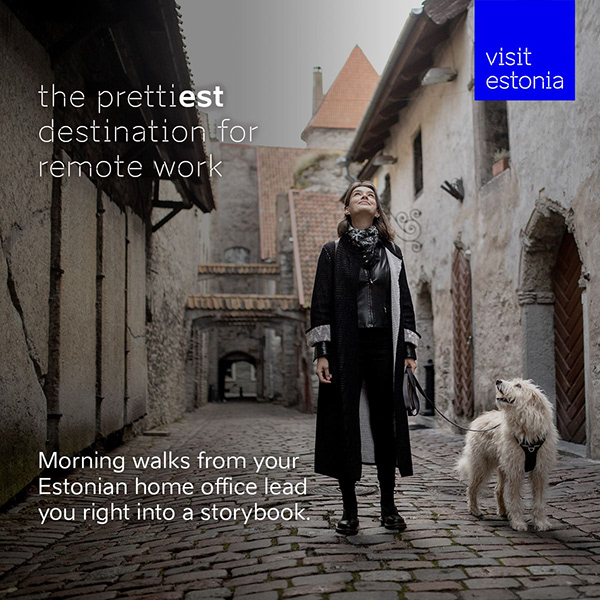 the prettiest
destination for
remote work
visit
estonia
Morning walks from your
Estonian home office lead
you right into a storybook.